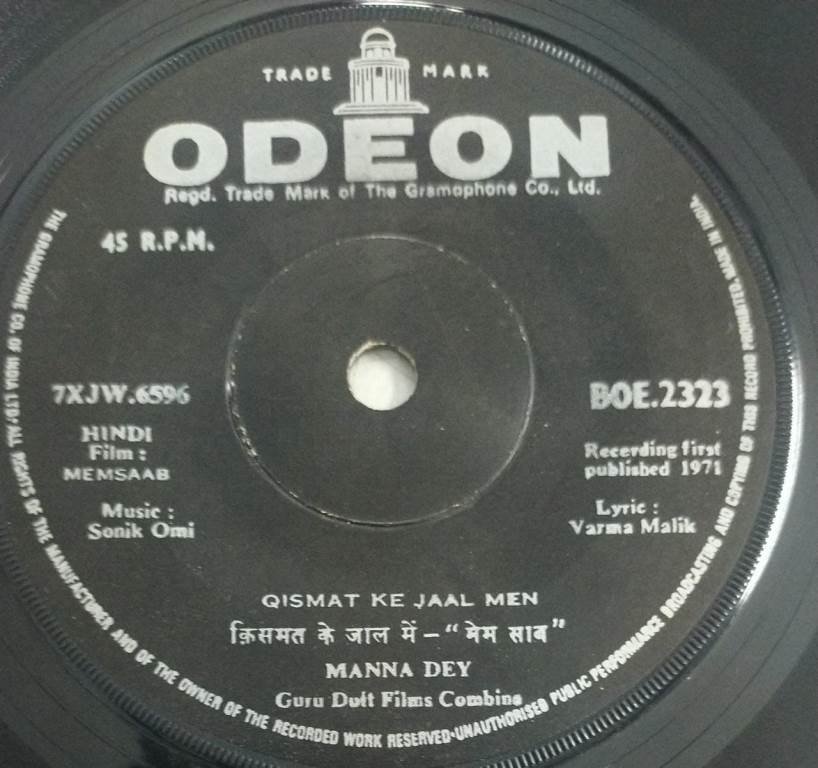 TRADE MARK
ODEON
Regd. Trade Mark of The Gramophone Co., Ltd.
45 R.P.M.
7XJW.6596
BOE.2323
HINDI
Film :
MEMSAAB
Recording first
published 1971
Music :
Sonik Omi
Lyric :
Varma Malik
QISMAT KE JAAL MEN
क़िसमत के जाल में – “मेम साब”
MANNA DEY
Guru Dutt Films Combine
THE GRAMOPHONE CO. OF INDIA LTD/ALL RIGHTS OF THE MANUFACTURER AND OF THE OWNER OF THE RECORDED WORK RESERVED•UNAUTHORISED PUBLIC PERFORMANCE BROADCASTING AND COPYING OF THIS RECORD PROHIBITED. MADE IN INDIA.